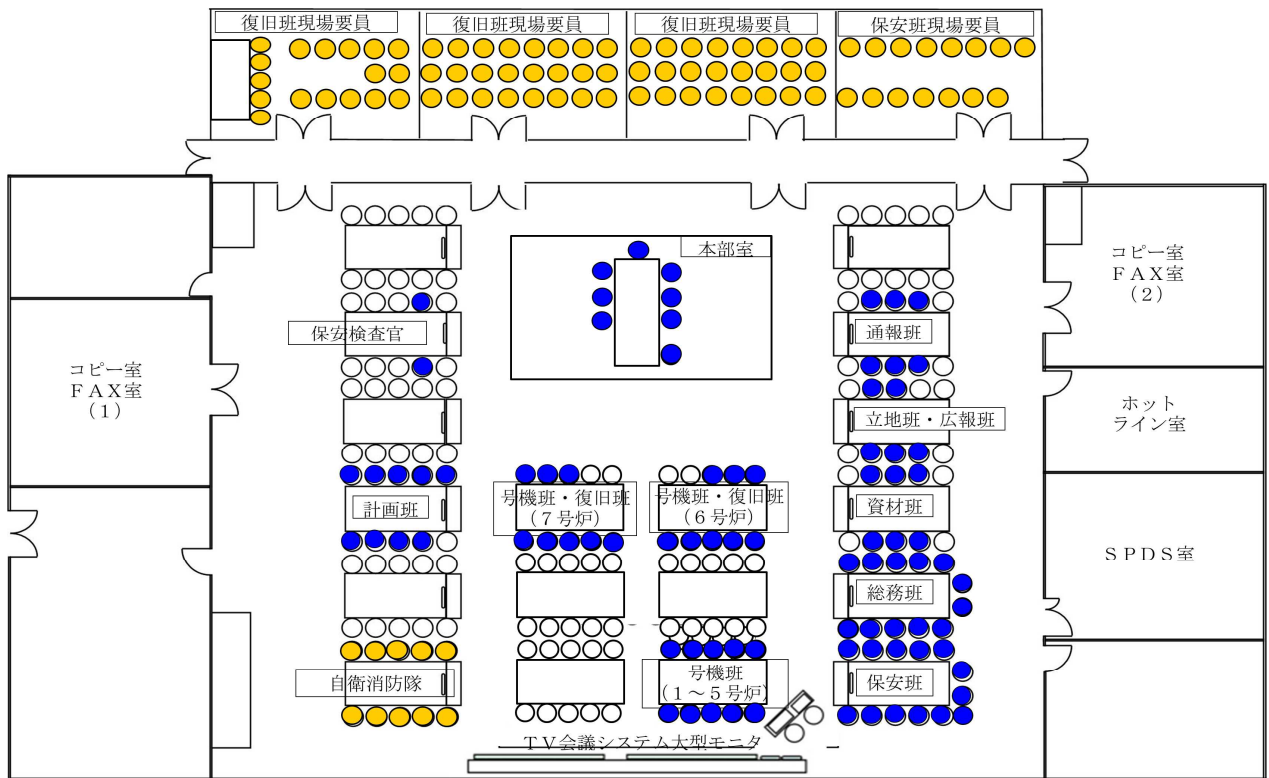 復旧班現場要員
復旧班現場要員
復旧班現場要員
保安班現場要員
本部室
コピー室
ＦＡＸ室
（１）
保安検査官
計画班
自衛消防隊
号機班・復旧班
（７号炉）
号機班・復旧班
（６号炉）
号機班
（１～５号炉）
通報班
立地班・広報班
資材班
総務班
保安班
コピー室
ＦＡＸ室
（２）
ホット
ライン室
ＳＰＤＳ室
ＴＶ会議システム大型モニタ